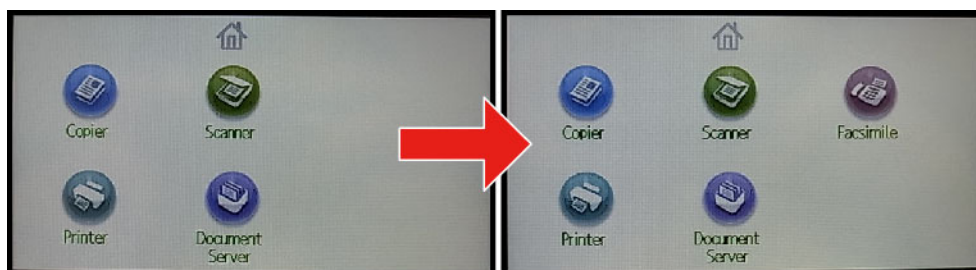 Copier
Scanner
Printer
Document
Server
Copier
Scanner
Facsimile
Printer
Document
Server